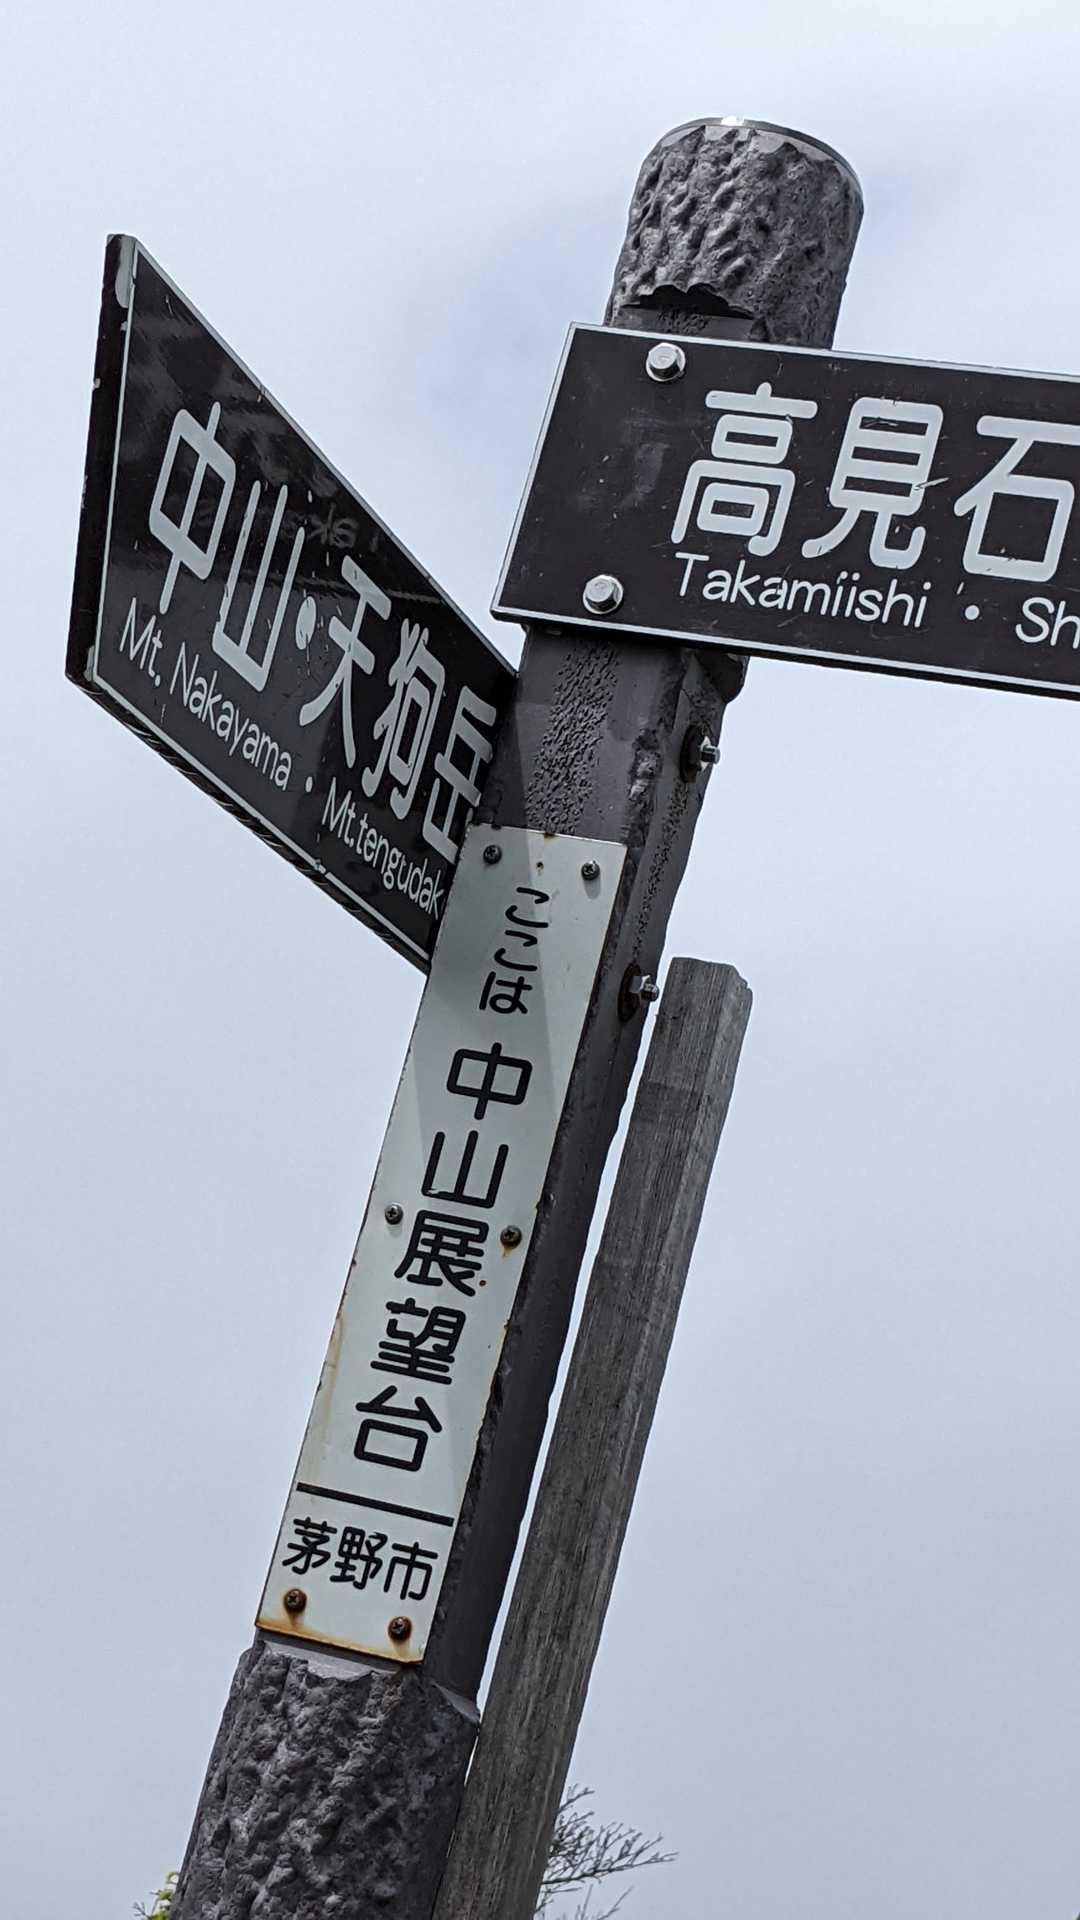 中山・天狗岳
Mt. Nakayama・Mt.tengudak
高見石
Takamiishi・Sh
ここは 中山展望台
茅野市